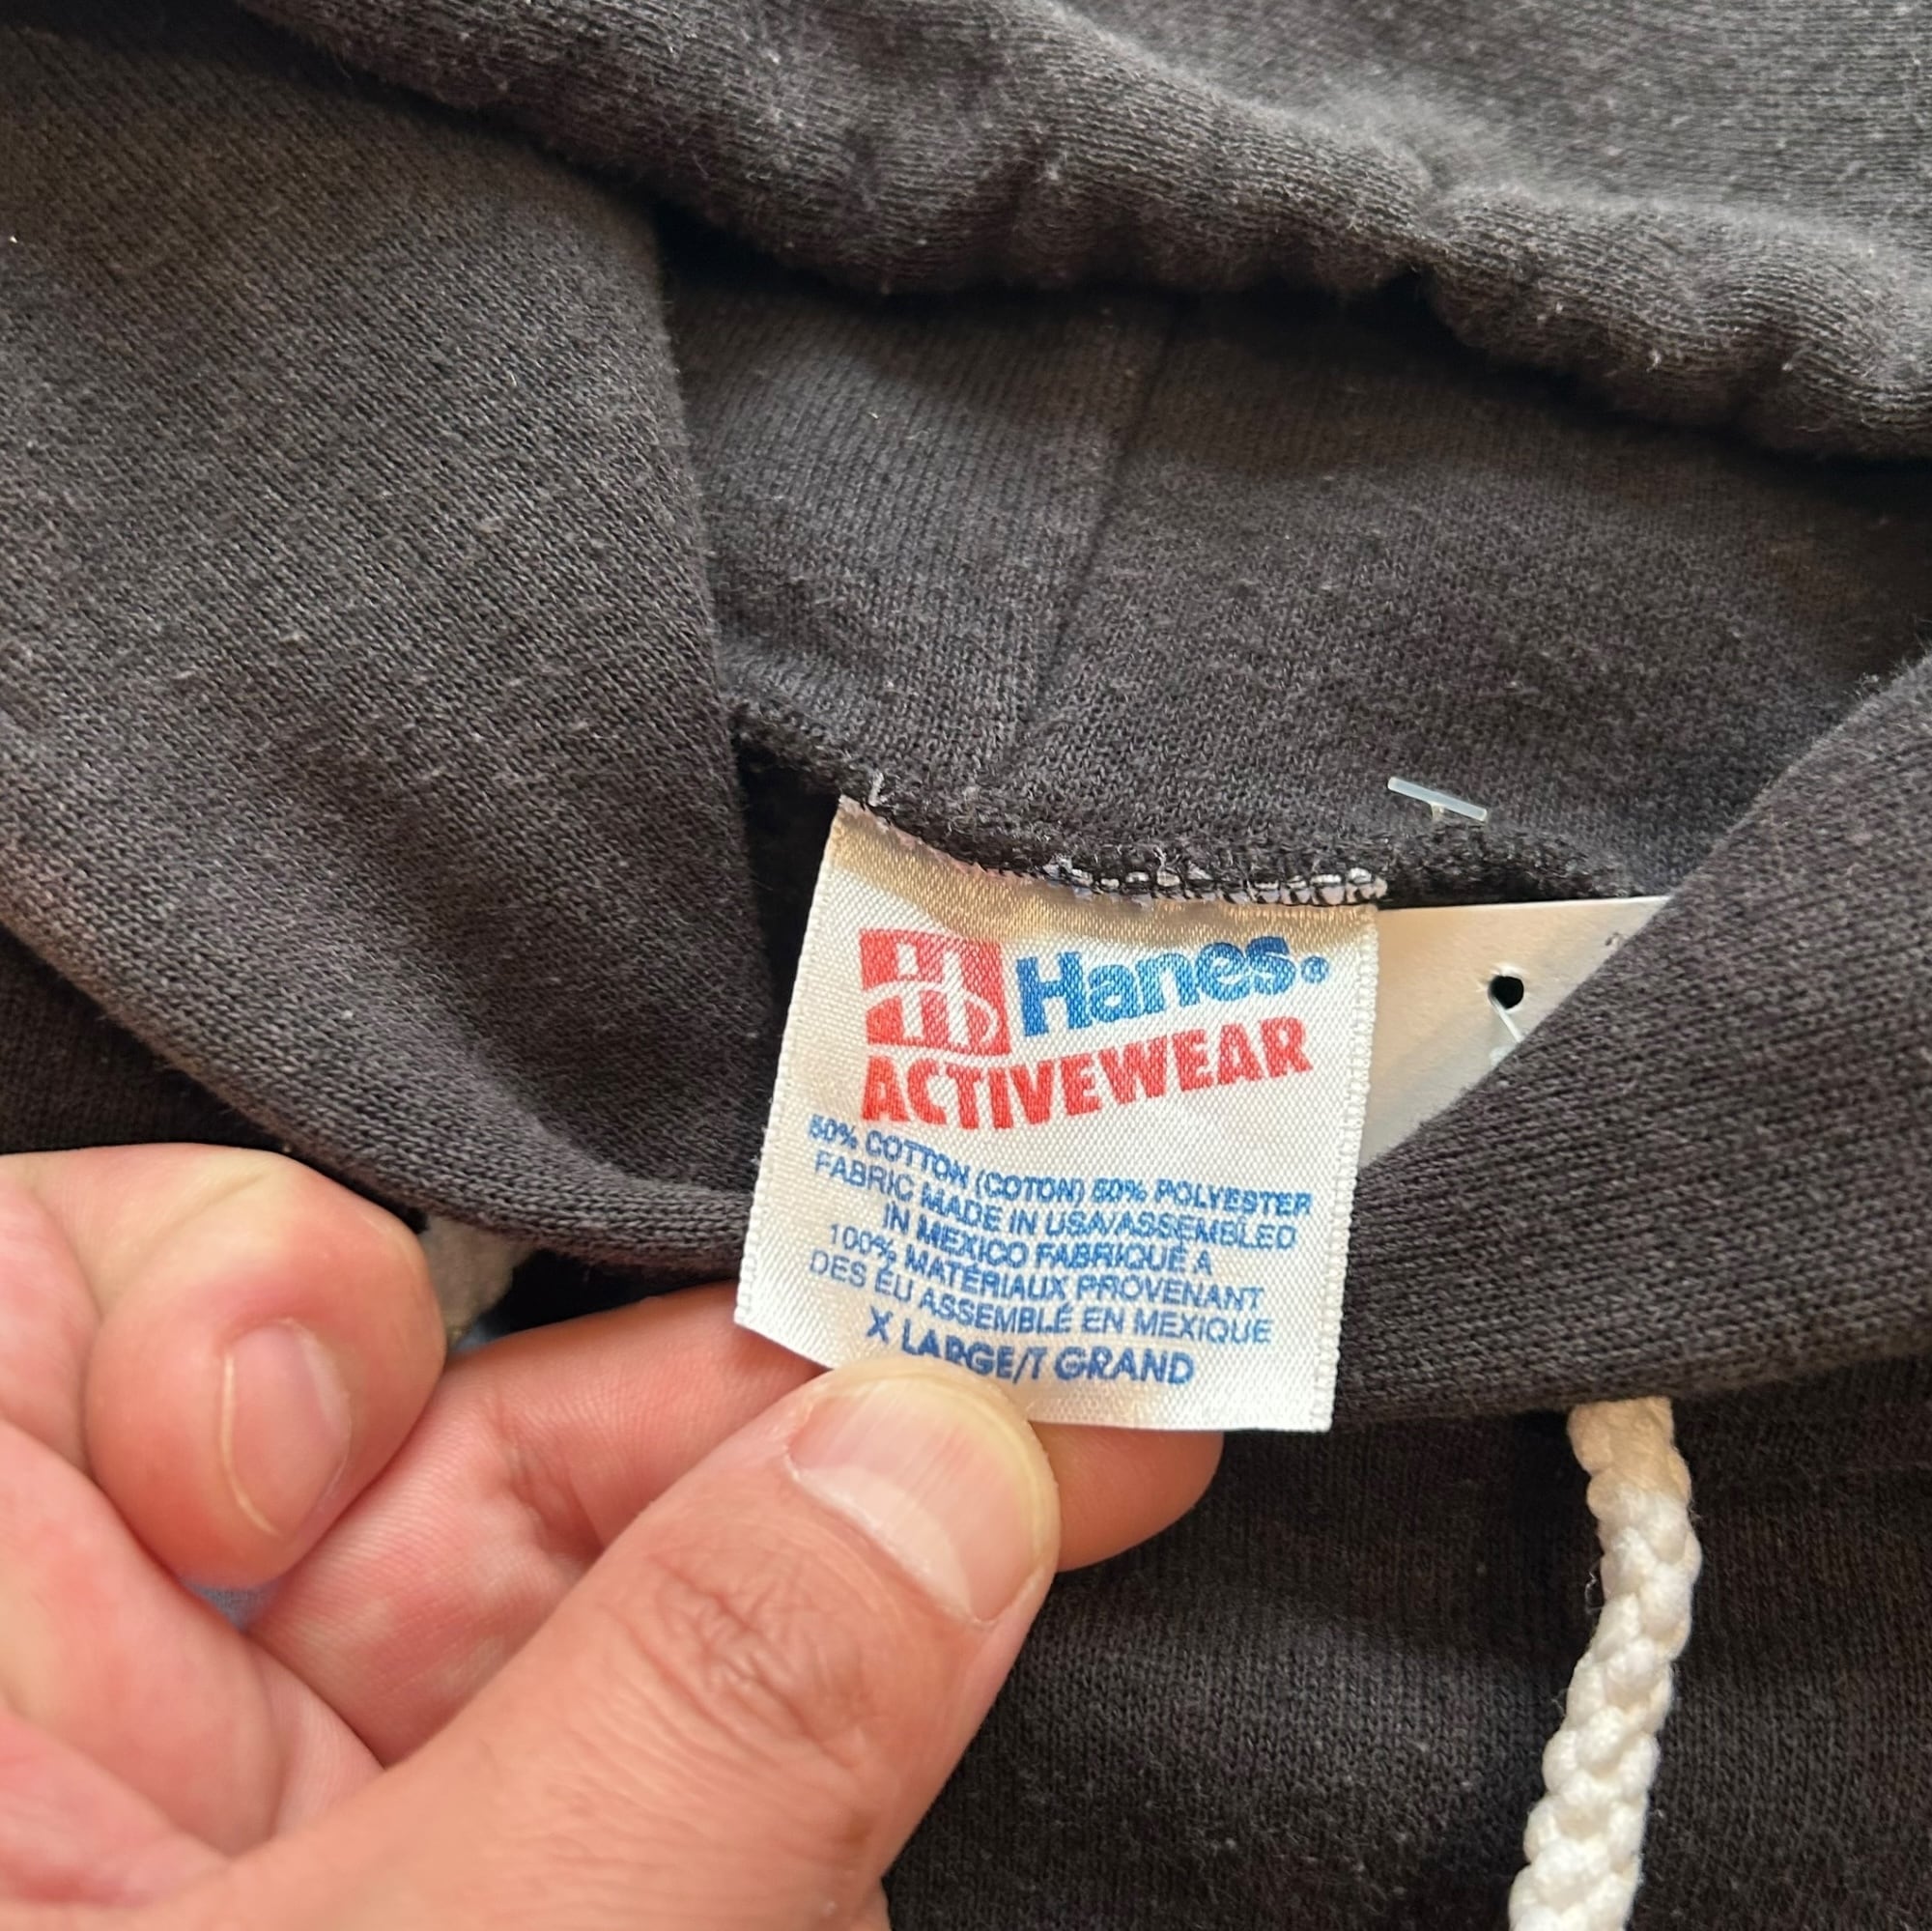 Hanes®
ACTIVEWEAR
50% COTTON (COTON) 50% POLYESTER
FABRIC MADE IN USA/ASSEMBLED
IN MEXICO FABRIQUÉ A
100% MATÉRIAUX PROVENANT
DES ÉU ASSEMBLÉ EN MEXIQUE
X LARGE/T GRAND